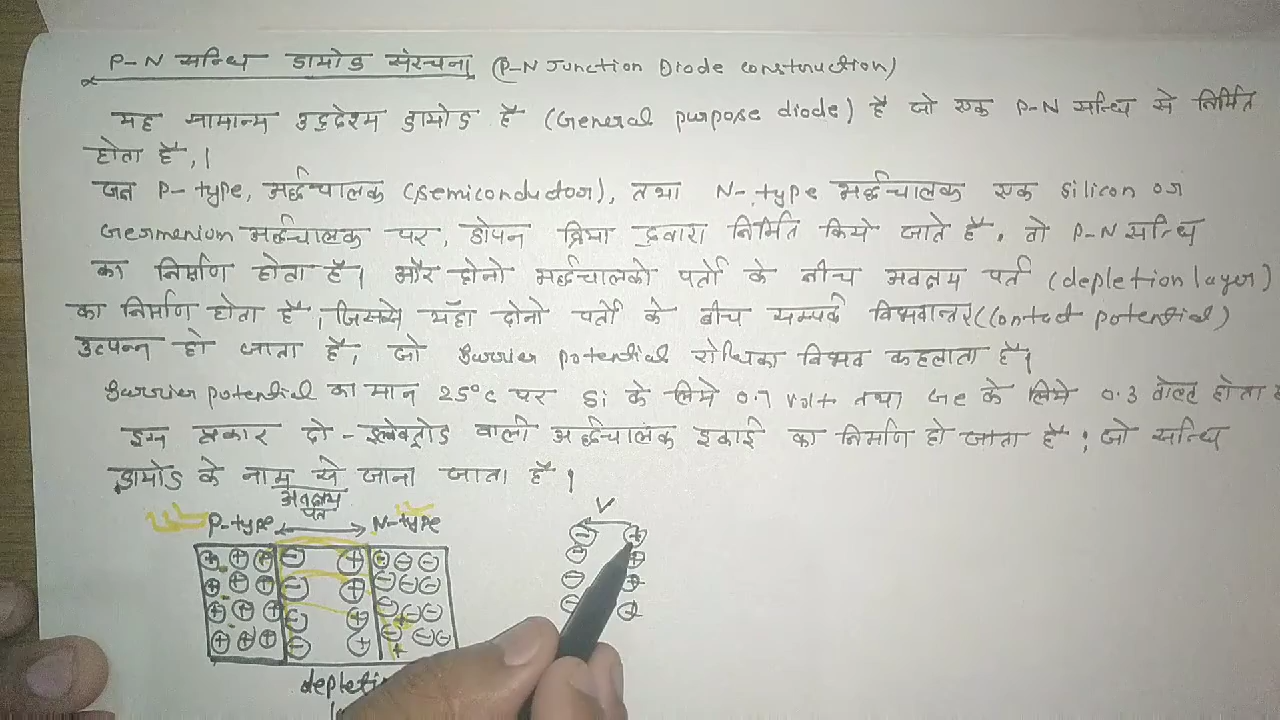 P-N सन्धि डायोड संरचना (P-N Junction Diode construction)
यह सामान्य उद्देश्य डायोड है (General purpose diode) है जो एक P-N सन्धि से निर्मित
होता है,।
जब P-type, अर्द्धचालक (semiconductor), तथा N-type अर्द्धचालक एक Silicon or
Germenium अर्द्धचालक पर, डोपन क्रिया द्वारा निर्मित किये जाते है, तो P-N सन्धि
का निर्माण होता है। और दोनो अर्द्धचालको पर्तो के बीच अवक्षय पर्त (depletion layer)
का निर्माण होता है, जिससे यहाँ दोनो पर्तो के बीच सम्पर्क विभवान्तर (Contact potential)
उत्पन्न हो जाता है, जो Barrier potential रोधिका विभव कहलाता है।
Barrier potential का मान 25°C पर Si के लिये 0.7 Volt तथा Ge के लिये 0.3 वोल्ट होता
इस प्रकार दो-इलेक्ट्रोड वाली अर्द्धचालक इकाई का निर्माण हो जाता है; जो सन्धि
डायोड के नाम से जाना जाता है।
अवक्षय
पर्त
P-type N-type
V